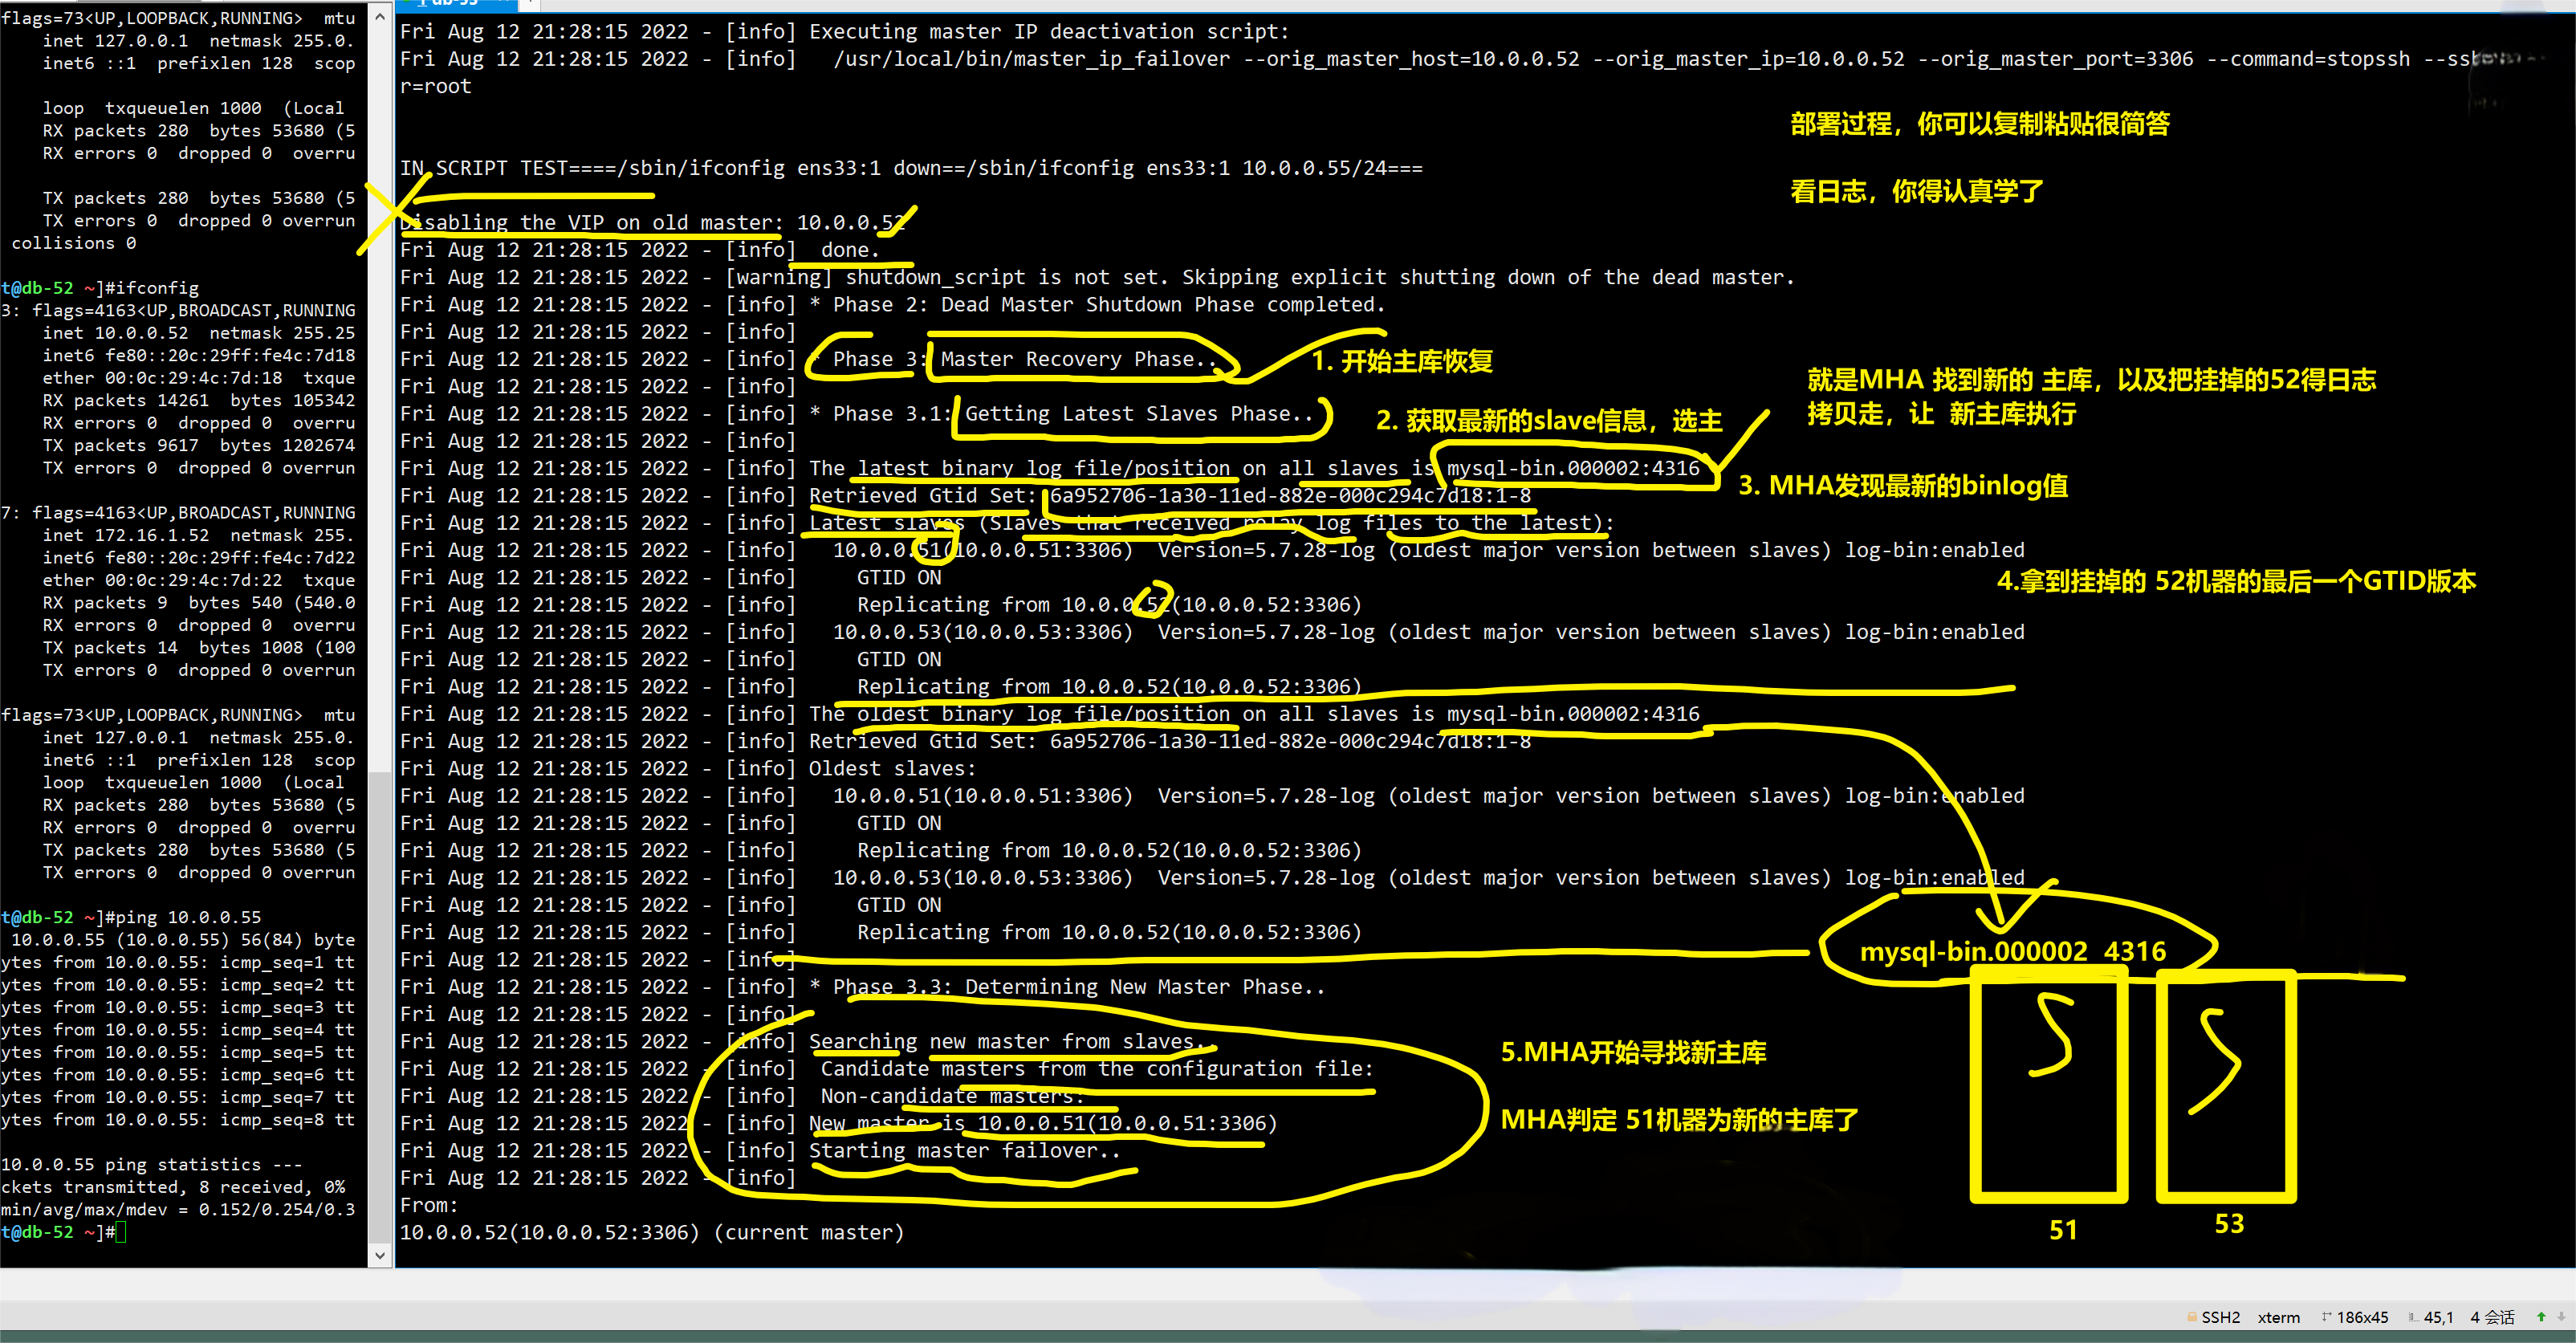 flags=73<UP,LOOPBACK,RUNNING>  mtu
inet 127.0.0.1  netmask 255.0.
inet6 ::1  prefixlen 128  scop
loop  txqueuelen 1000  (Local
RX packets 280  bytes 53680 (5
RX errors 0  dropped 0  overru
TX packets 280  bytes 53680 (5
TX errors 0  dropped 0 overrun
collisions 0
t@db-52 ~]#ifconfig
3: flags=4163<UP,BROADCAST,RUNNING
inet 10.0.0.52  netmask 255.25
inet6 fe80::20c:29ff:fe4c:7d18
ether 00:0c:29:4c:7d:18  txque
RX packets 14261  bytes 105342
RX errors 0  dropped 0  overru
TX packets 9617  bytes 1202674
TX errors 0  dropped 0 overrun
7: flags=4163<UP,BROADCAST,RUNNING
inet 172.16.1.52  netmask 255.
inet6 fe80::20c:29ff:fe4c:7d22
ether 00:0c:29:4c:7d:22  txque
RX packets 9  bytes 540 (540.0
RX errors 0  dropped 0  overru
TX packets 14  bytes 1008 (100
TX errors 0  dropped 0 overrun
flags=73<UP,LOOPBACK,RUNNING>  mtu
inet 127.0.0.1  netmask 255.0.
inet6 ::1  prefixlen 128  scop
loop  txqueuelen 1000  (Local
RX packets 280  bytes 53680 (5
RX errors 0  dropped 0  overru
TX packets 280  bytes 53680 (5
TX errors 0  dropped 0 overrun
t@db-52 ~]#ping 10.0.0.55
10.0.0.55 (10.0.0.55) 56(84) byte
ytes from 10.0.0.55: icmp_seq=1 tt
ytes from 10.0.0.55: icmp_seq=2 tt
ytes from 10.0.0.55: icmp_seq=3 tt
ytes from 10.0.0.55: icmp_seq=4 tt
ytes from 10.0.0.55: icmp_seq=5 tt
ytes from 10.0.0.55: icmp_seq=6 tt
ytes from 10.0.0.55: icmp_seq=7 tt
ytes from 10.0.0.55: icmp_seq=8 tt
10.0.0.55 ping statistics ---
ckets transmitted, 8 received, 0%
min/avg/max/mdev = 0.152/0.254/0.3
t@db-52 ~]#
Fri Aug 12 21:28:15 2022 - [info] Executing master IP deactivation script:
Fri Aug 12 21:28:15 2022 - [info]   /usr/local/bin/master_ip_failover --orig_master_host=10.0.0.52 --orig_master_ip=10.0.0.52 --orig_master_port=3306 --command=stopssh
r=root
部署过程，你可以复制粘贴很简答
IN SCRIPT TEST====/sbin/ifconfig ens33:1 down==/sbin/ifconfig ens33:1 10.0.0.55/24===
看日志，你得认真学了
Disabling the VIP on old master: 10.0.0.52
Fri Aug 12 21:28:15 2022 - [info]  done.
Fri Aug 12 21:28:15 2022 - [warning] shutdown_script is not set. Skipping explicit shutting down of the dead master.
Fri Aug 12 21:28:15 2022 - [info] * Phase 2: Dead Master Shutdown Phase completed.
Fri Aug 12 21:28:15 2022 - [info]
Fri Aug 12 21:28:15 2022 - [info] * Phase 3: Master Recovery Phase..
1. 开始主库恢复
Fri Aug 12 21:28:15 2022 - [info]
就是MHA 找到新的 主库，以及把挂掉的52得日志
拷贝走，让  新主库执行
Fri Aug 12 21:28:15 2022 - [info] * Phase 3.1: Getting Latest Slaves Phase..
2. 获取最新的slave信息，选主
Fri Aug 12 21:28:15 2022 - [info]
Fri Aug 12 21:28:15 2022 - [info] The latest binary log file/position on all slaves is mysql-bin.000002:4316
3. MHA发现最新的binlog值
Fri Aug 12 21:28:15 2022 - [info] Retrieved Gtid Set: 6a952706-1a30-11ed-882e-000c294c7d18:1-8
Fri Aug 12 21:28:15 2022 - [info] Latest slaves (Slaves that received relay log files to the latest):
Fri Aug 12 21:28:15 2022 - [info]   10.0.0.51(10.0.0.51:3306)  Version=5.7.28-log (oldest major version between slaves) log-bin:enabled
Fri Aug 12 21:28:15 2022 - [info]     GTID ON
4.拿到挂掉的 52机器的最后一个GTID版本
Fri Aug 12 21:28:15 2022 - [info]     Replicating from 10.0.0.52(10.0.0.52:3306)
Fri Aug 12 21:28:15 2022 - [info]   10.0.0.53(10.0.0.53:3306)  Version=5.7.28-log (oldest major version between slaves) log-bin:enabled
Fri Aug 12 21:28:15 2022 - [info]     GTID ON
Fri Aug 12 21:28:15 2022 - [info]     Replicating from 10.0.0.52(10.0.0.52:3306)
Fri Aug 12 21:28:15 2022 - [info] The oldest binary log file/position on all slaves is mysql-bin.000002:4316
Fri Aug 12 21:28:15 2022 - [info] Retrieved Gtid Set: 6a952706-1a30-11ed-882e-000c294c7d18:1-8
Fri Aug 12 21:28:15 2022 - [info] Oldest slaves:
Fri Aug 12 21:28:15 2022 - [info]   10.0.0.51(10.0.0.51:3306)  Version=5.7.28-log (oldest major version between slaves) log-bin:enabled
Fri Aug 12 21:28:15 2022 - [info]     GTID ON
Fri Aug 12 21:28:15 2022 - [info]     Replicating from 10.0.0.52(10.0.0.52:3306)
Fri Aug 12 21:28:15 2022 - [info]   10.0.0.53(10.0.0.53:3306)  Version=5.7.28-log (oldest major version between slaves) log-bin:enabled
Fri Aug 12 21:28:15 2022 - [info]     GTID ON
Fri Aug 12 21:28:15 2022 - [info]     Replicating from 10.0.0.52(10.0.0.52:3306)
mysql-bin.000002  4316
Fri Aug 12 21:28:15 2022 - [info]
Fri Aug 12 21:28:15 2022 - [info] * Phase 3.3: Determining New Master Phase..
Fri Aug 12 21:28:15 2022 - [info]
Fri Aug 12 21:28:15 2022 - [info] Searching new master from slaves..
5.MHA开始寻找新主库
Fri Aug 12 21:28:15 2022 - [info]  Candidate masters from the configuration file:
Fri Aug 12 21:28:15 2022 - [info]  Non-candidate masters:
Fri Aug 12 21:28:15 2022 - [info] New master is 10.0.0.51(10.0.0.51:3306)
MHA判定 51机器为新的主库了
Fri Aug 12 21:28:15 2022 - [info] Starting master failover..
Fri Aug 12 21:28:15 2022 - [info]
From:
10.0.0.52(10.0.0.52:3306) (current master)
51
53
SSH2  xterm  186x45  45,1  4 会话